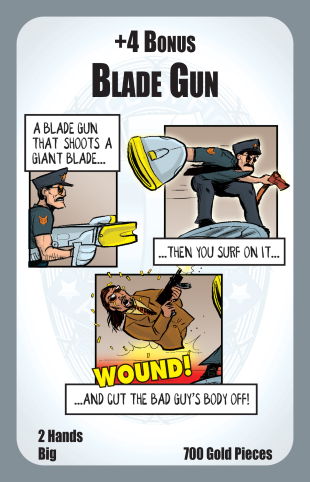 +4 Bonus
Blade Gun
A BLADE GUN
THAT SHOOTS A
GIANT BLADE...
...THEN YOU SURF ON IT...
WOUND!
...AND CUT THE BAD GUY'S BODY OFF!
2 Hands
Big
700 Gold Pieces